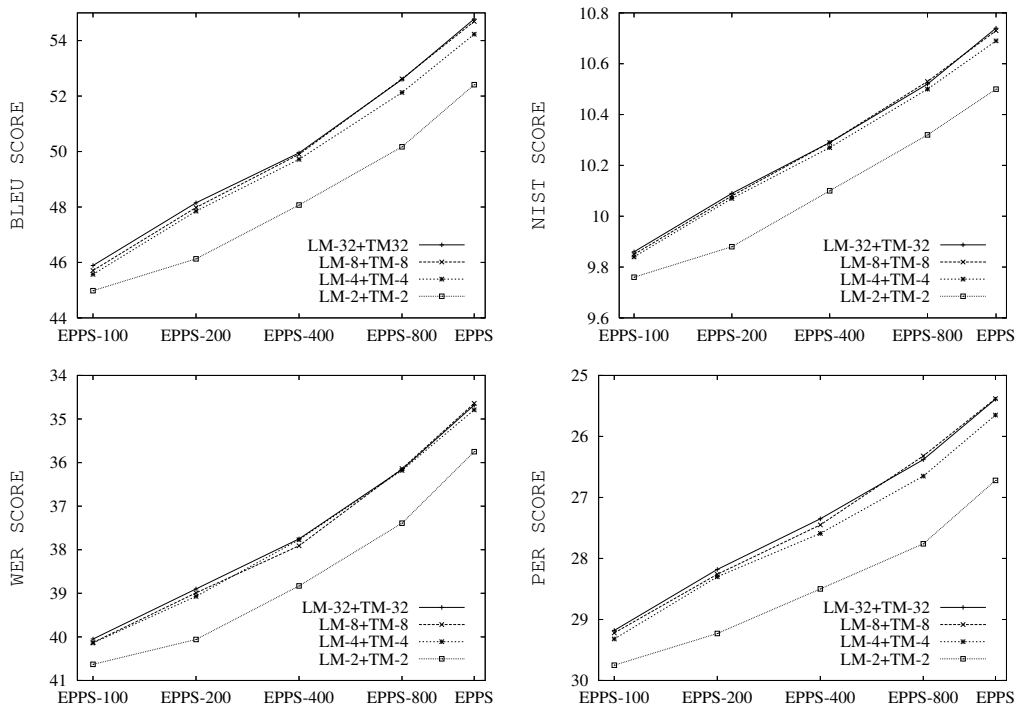 BLEU SCORE
54
52
50
48
46
44
LM-32+TM32
LM-8+TM-8
LM-4+TM-4
LM-2+TM-2
EPPS-100 EPPS-200 EPPS-400 EPPS-800 EPPS
NIST SCORE
10.8
10.6
10.4
10.2
10.0
9.8
9.6
LM-32+TM-32
LM-8+TM-8
LM-4+TM-4
LM-2+TM-2
EPPS-100 EPPS-200 EPPS-400 EPPS-800 EPPS
WER SCORE
34
35
36
37
38
39
40
41
LM-32+TM-32
LM-8+TM-8
LM-4+TM-4
LM-2+TM-2
EPPS-100 EPPS-200 EPPS-400 EPPS-800 EPPS
PER SCORE
25
26
27
28
29
30
LM-32+TM-32
LM-8+TM-8
LM-4+TM-4
LM-2+TM-2
EPPS-100 EPPS-200 EPPS-400 EPPS-800 EPPS